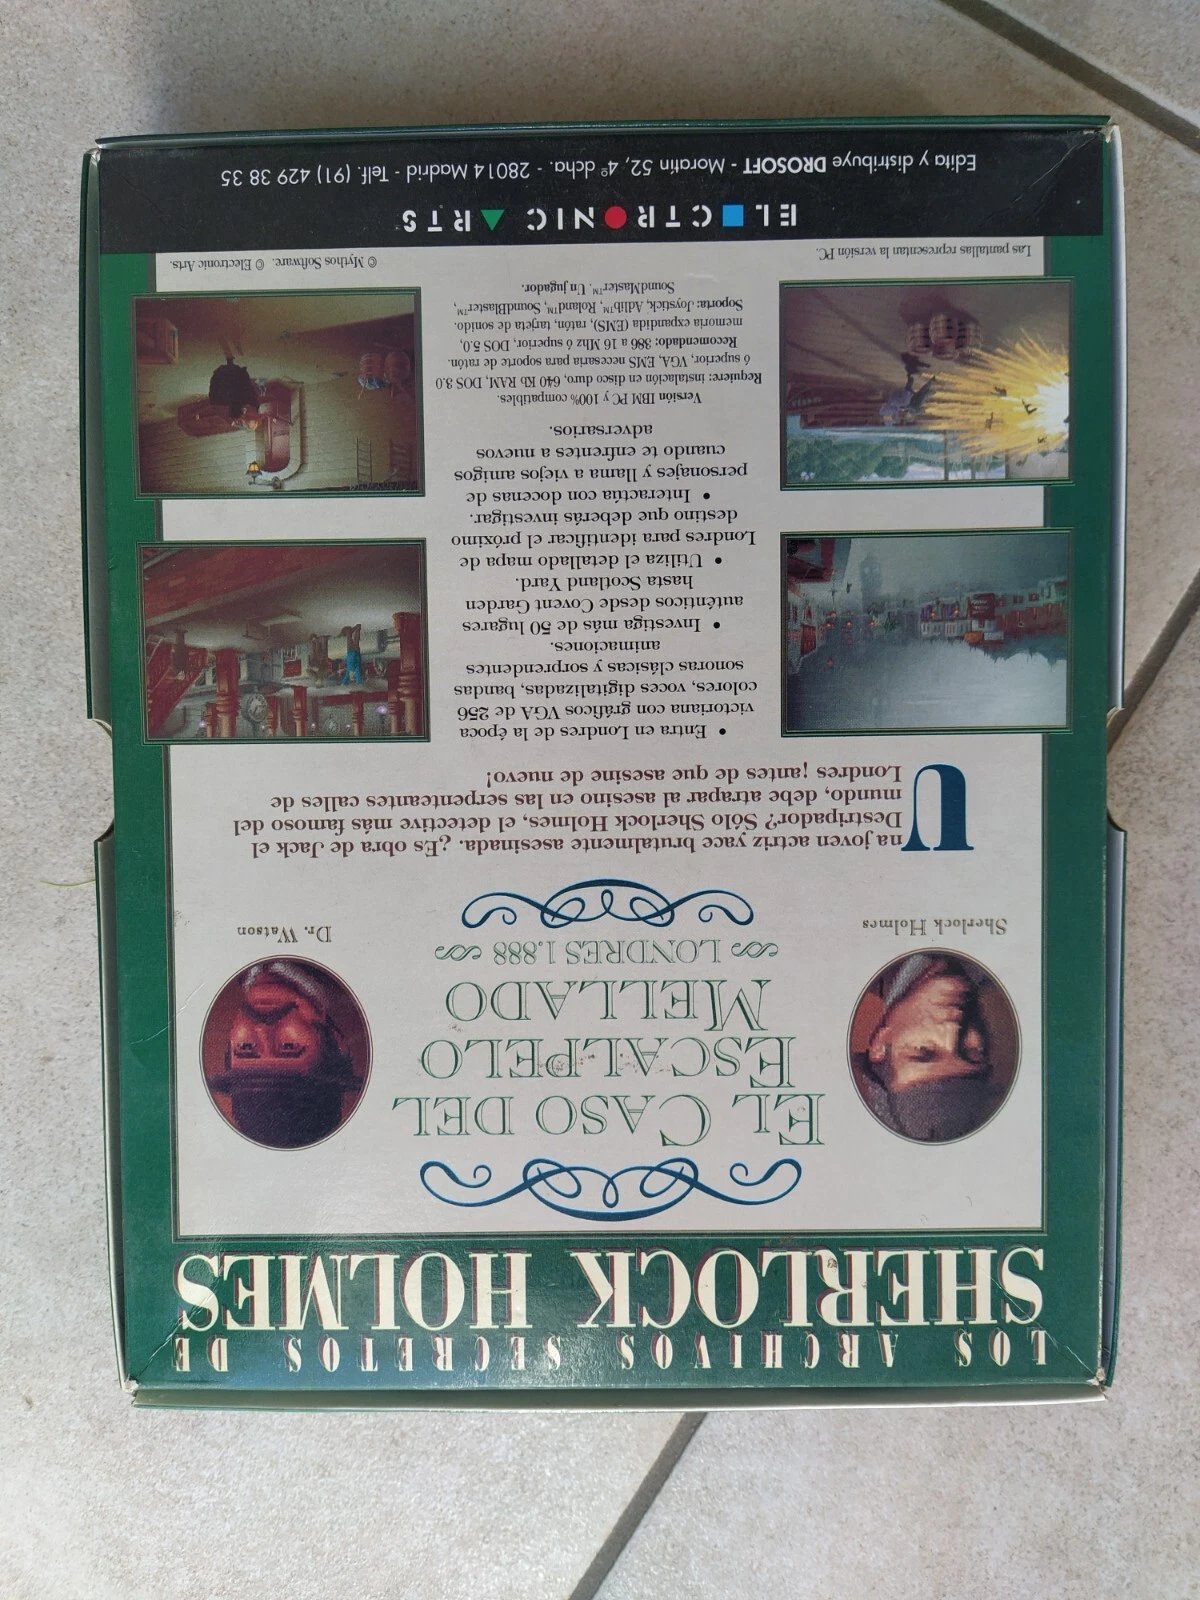 LOS ARCHIVOS SECRETOS DE
SHERLOCK HOLMES
EL CASO DEL
ESCALPELO
MELLADO
LONDRES 1.888
Sherlock Holmes
Dr. Watson
Una joven actriz yace brutalmente asesinada. ¿Es obra de Jack el
Destripador? Sólo Sherlock Holmes, el detective más famoso del
mundo, debe atrapar al asesino en las serpenteantes calles de
Londres ¡antes de que asesine de nuevo!
• Entra en Londres de la época
victoriana con gráficos VGA de 256
colores, voces digitalizadas, bandas
sonoras clásicas y sorprendentes
animaciones.
• Investiga más de 50 lugares
auténticos desde Covent Garden
hasta Scotland Yard.
• Utiliza el detallado mapa de
Londres para identificar el próximo
destino que deberás investigar.
• Interactúa con docenas de
personajes y llama a viejos amigos
cuando te enfrentes a nuevos
adversarios.
Versión IBM PC y 100% compatibles.
Requiere: instalación en disco duro, 640 Kb RAM, DOS 3.0
ó superior, VGA, EMS necesaria para soporte de ratón.
Recomendado: 386 a 16 Mhz ó superior, DOS 5.0,
memoria expandida (EMS), ratón, tarjeta de sonido.
Soporta: Joystick, Adlib™, Roland™, SoundBlaster™,
SoundMaster™. Un jugador.
Las pantallas representan la versión PC.
© Mythos Software. © Electronic Arts.
ELECTRONIC ARTS
Edita y distribuye DROSOFT - Moratín 52, 4º dcha. - 28014 Madrid - Telf. (91) 429 38 35